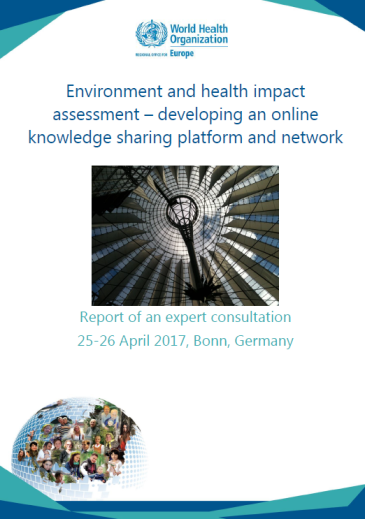 World Health
Organization
REGIONAL OFFICE FOR Europe
Environment and health impact
assessment – developing an online
knowledge sharing platform and network
Report of an expert consultation
25-26 April 2017, Bonn, Germany